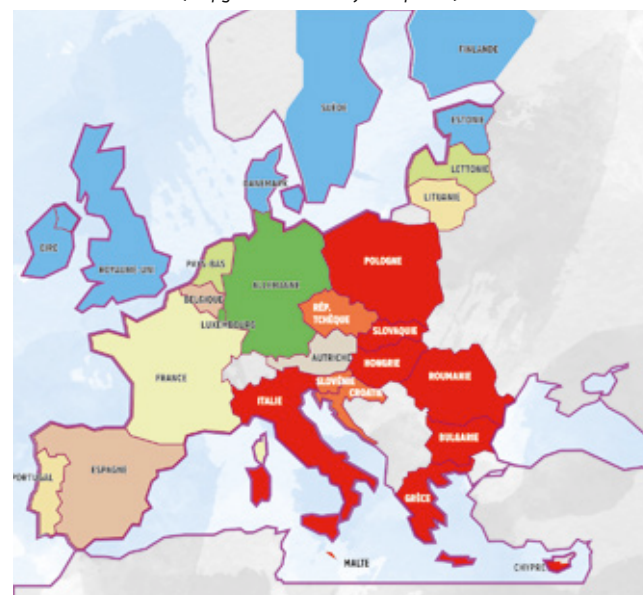 FINLANDE
SUÈDE
ESTONIE
LETTONIE
DANEMARK
LITUANIE
EIRE
ROYAUME-UNI
PAYS-BAS
POLOGNE
ALLEMAGNE
BELGIQUE
RÉP.
TCHÈQUE
LUXEMBOURG
SLOVAQUIE
AUTRICHE
HONGRIE
FRANCE
SLOVÉNIE
ROUMANIE
CROATIE
ITALIE
BULGARIE
ESPAGNE
PORTUGAL
GRÈCE
MALTE
CHYPRE